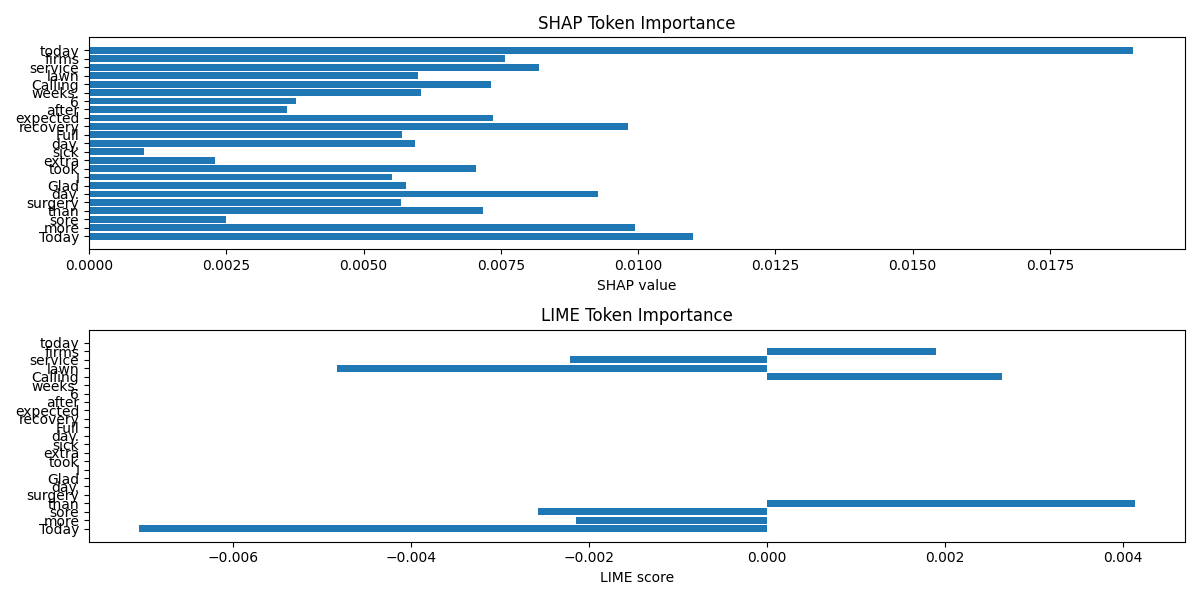 SHAP Token Importance
today
firms
service
lawn
Calling
weeks.
6
after
expected
recovery
Full
day.
sick
extra
took
I
Glad
day.
surgery
than
sore
more
Today
0.0000 0.0025 0.0050 0.0075 0.0100 0.0125 0.0150 0.0175
SHAP value
LIME Token Importance
today
firms
service
lawn
Calling
weeks.
6
after
expected
recovery
Full
day.
sick
extra
took
I
Glad
day.
surgery
than
sore
more
Today
−0.006 −0.004 −0.002 0.000 0.002 0.004
LIME score